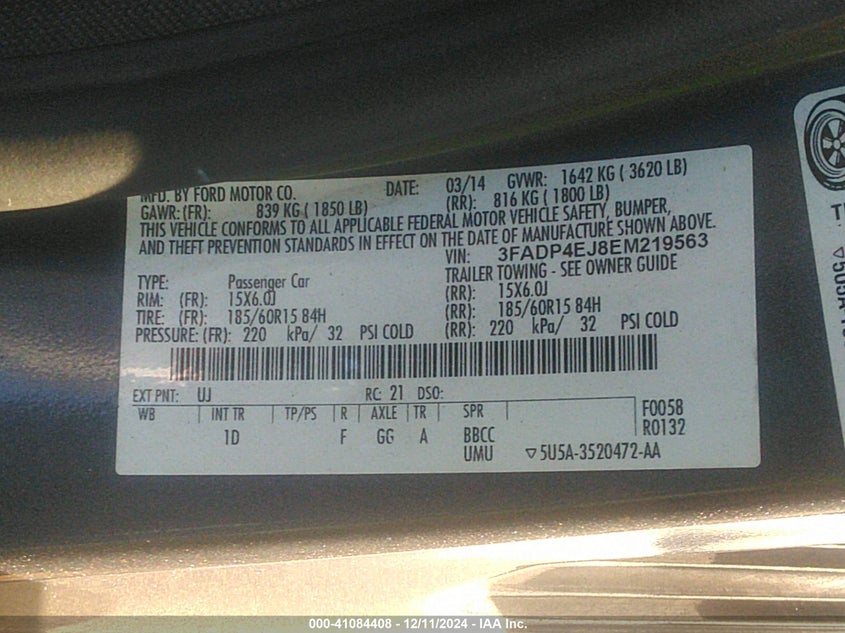 MFD. BY FORD MOTOR CO. DATE: 03/14 GVWR: 1642 KG ( 3620 LB)
GAWR: (FR): 839 KG ( 1850 LB) (RR): 816 KG ( 1800 LB)
THIS VEHICLE CONFORMS TO ALL APPLICABLE FEDERAL MOTOR VEHICLE SAFETY, BUMPER,
AND THEFT PREVENTION STANDARDS IN EFFECT ON THE DATE OF MANUFACTURE SHOWN ABOVE.
VIN: 3FADP4EJ8EM219563
TYPE: Passenger Car TRAILER TOWING - SEE OWNER GUIDE
RIM: (FR): 15X6.0J (RR): 15X6.0J
TIRE: (FR): 185/60R15 84H (RR): 185/60R15 84H
PRESSURE: (FR): 220 kPa/ 32 PSI COLD (RR): 220 kPa/ 32 PSI COLD
EXT PNT: UJ RC: 21 DSO:
WB INT TR TP/PS R AXLE TR SPR F0058
1D F GG A BBCC R0132
UMU ▽5U5A-3520472-AA
000-41084408 - 12/11/2024 - IAA Inc.